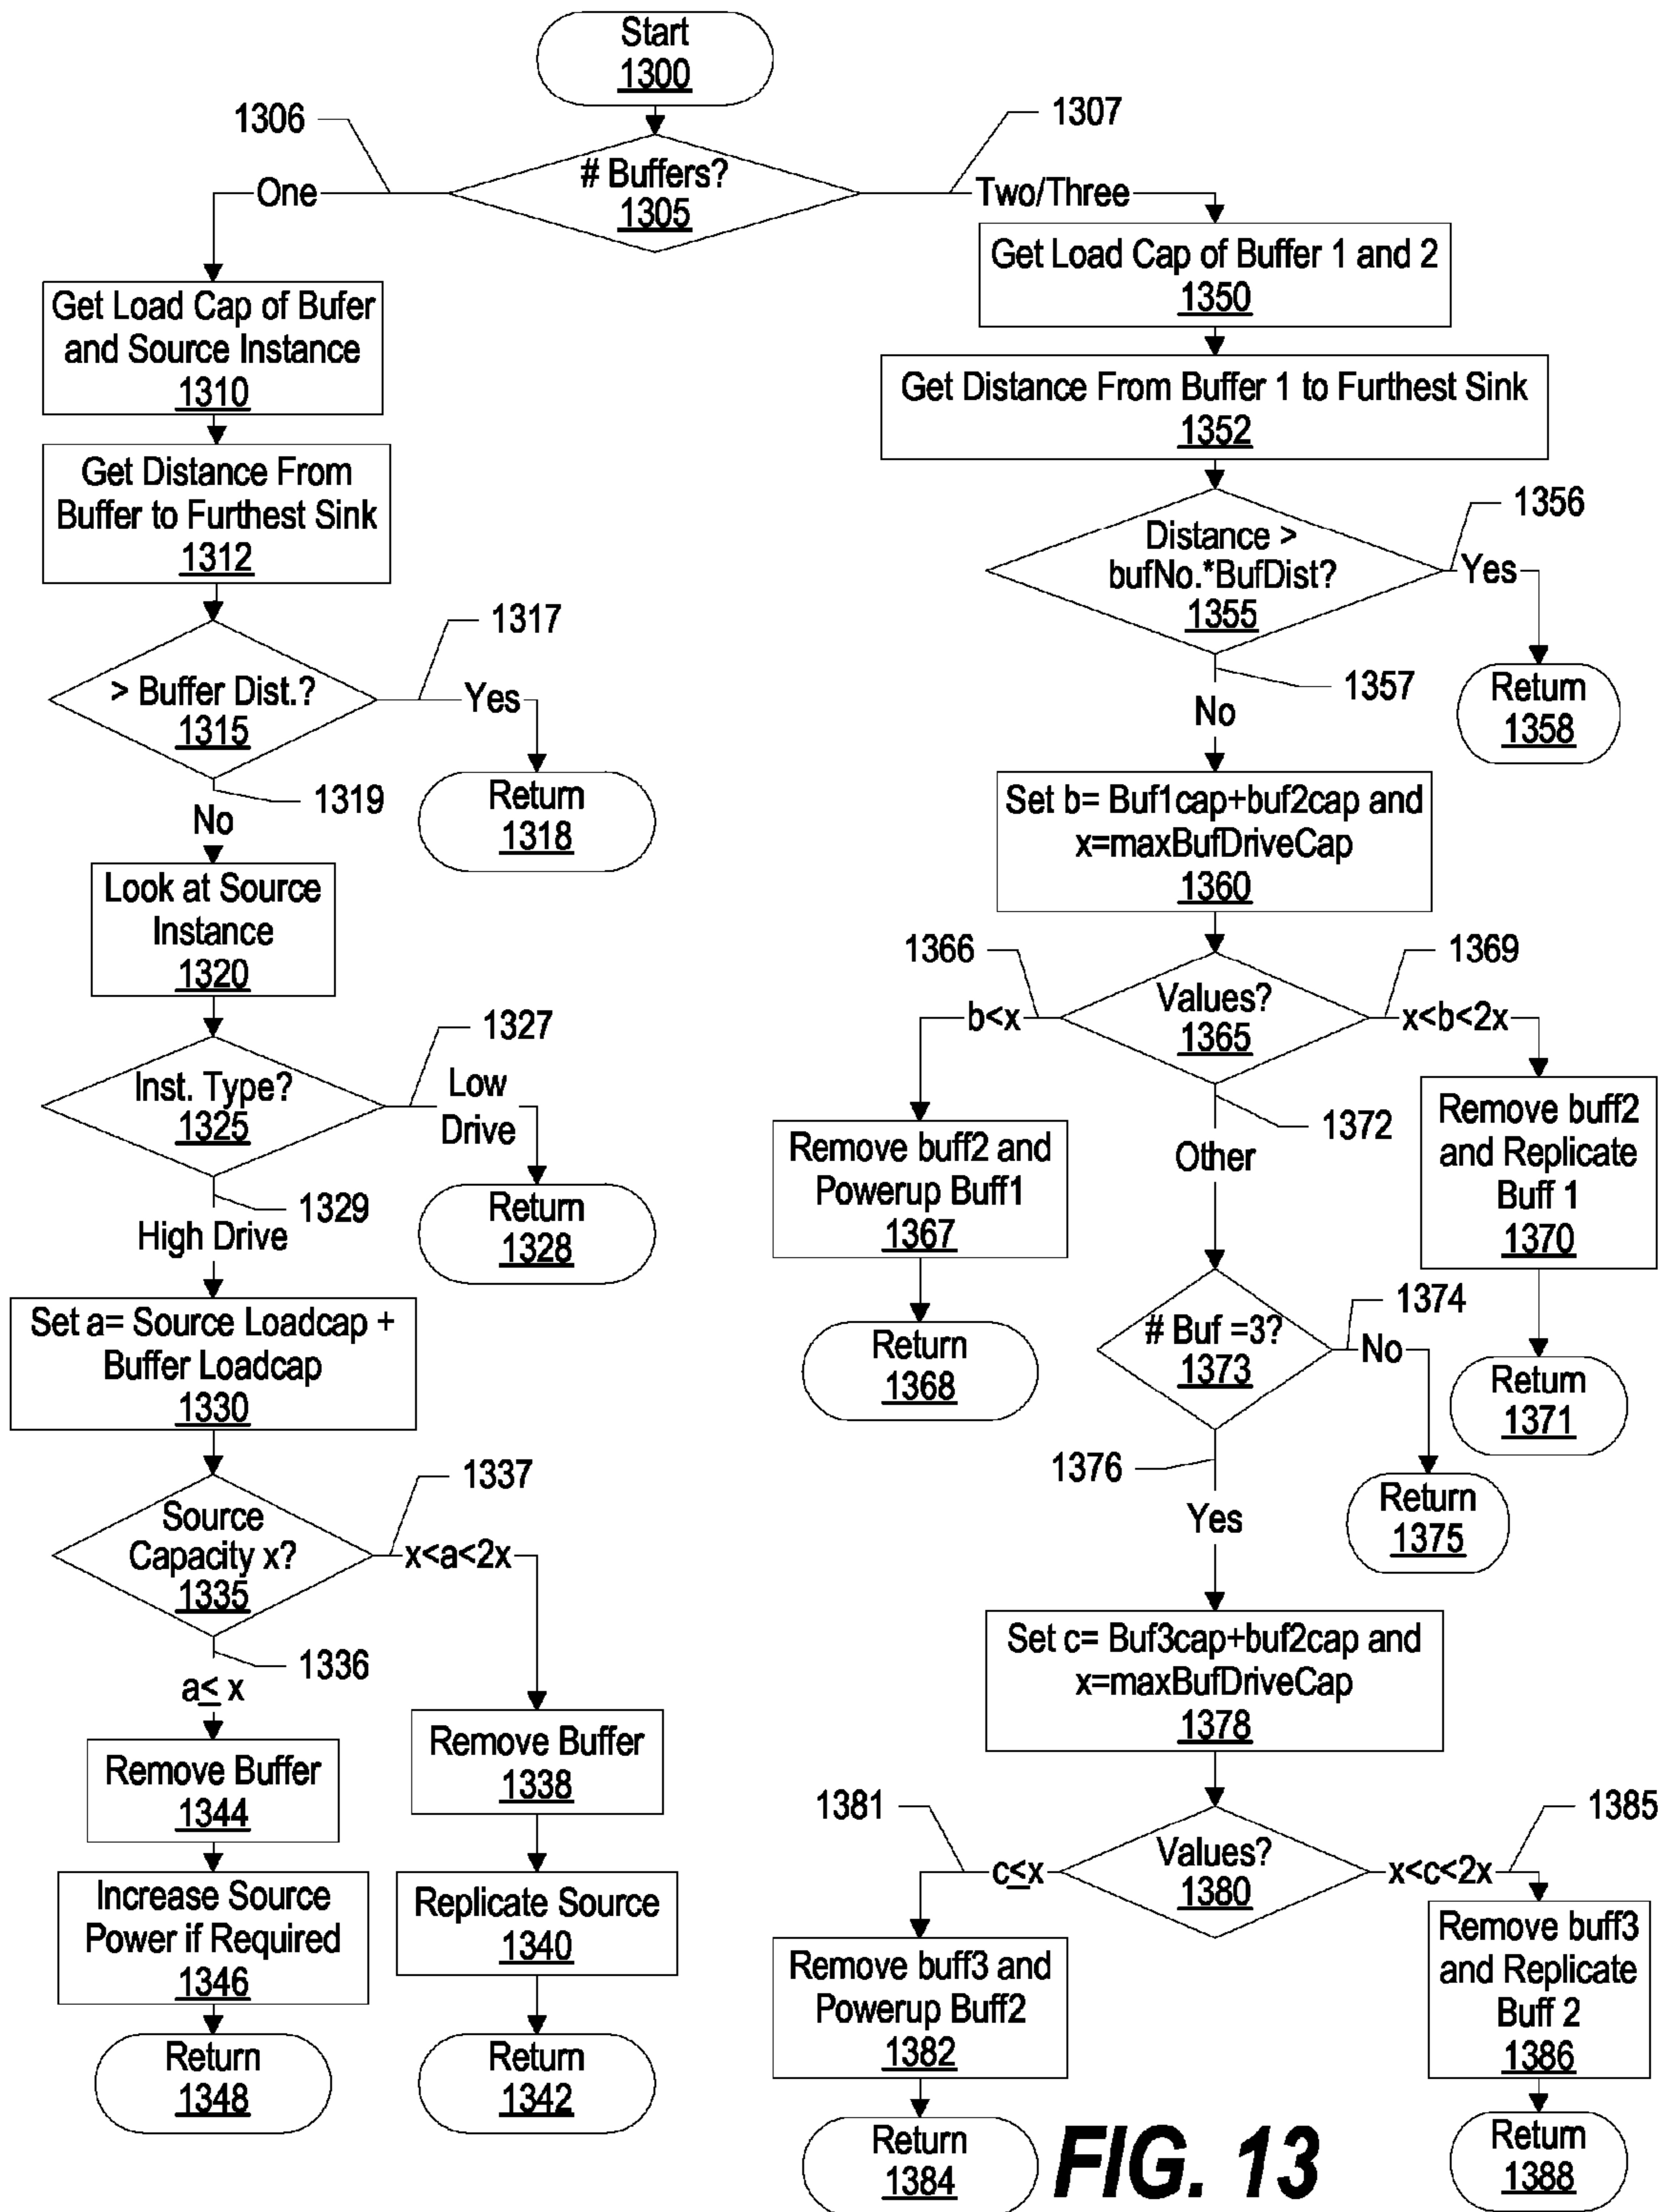 Start
1300
1306
1307
# Buffers?
1305
One
Two/Three
Get Load Cap of Bufer
and Source Instance
1310
Get Distance From
Buffer to Furthest Sink
1312
1317
> Buffer Dist.?
1315
Yes
Return
1318
1319
No
Look at Source
Instance
1320
1327
Inst. Type?
1325
Low
Drive
Return
1328
1329
High Drive
Set a= Source Loadcap +
Buffer Loadcap
1330
1337
Source
Capacity x?
1335
x<a<2x
1336
a≤ x
Remove Buffer
1344
Increase Source
Power if Required
1346
Return
1348
Remove Buffer
1338
Replicate Source
1340
Return
1342
Get Load Cap of Buffer 1 and 2
1350
Get Distance From Buffer 1 to Furthest Sink
1352
1356
Distance >
bufNo.*BufDist?
1355
Yes
Return
1358
1357
No
Set b= Buf1cap+buf2cap and
x=maxBufDriveCap
1360
1366
1369
Values?
1365
b<x
x<b<2x
Remove buff2 and
Powerup Buff1
1367
Return
1368
Remove buff2
and Replicate
Buff 1
1370
Return
1371
1372
Other
1374
# Buf =3?
1373
No
Return
1375
1376
Yes
Set c= Buf3cap+buf2cap and
x=maxBufDriveCap
1378
1381
1385
Values?
1380
c≤x
x<c<2x
Remove buff3 and
Powerup Buff2
1382
Return
1384
Remove buff3
and Replicate
Buff 2
1386
Return
1388
FIG. 13